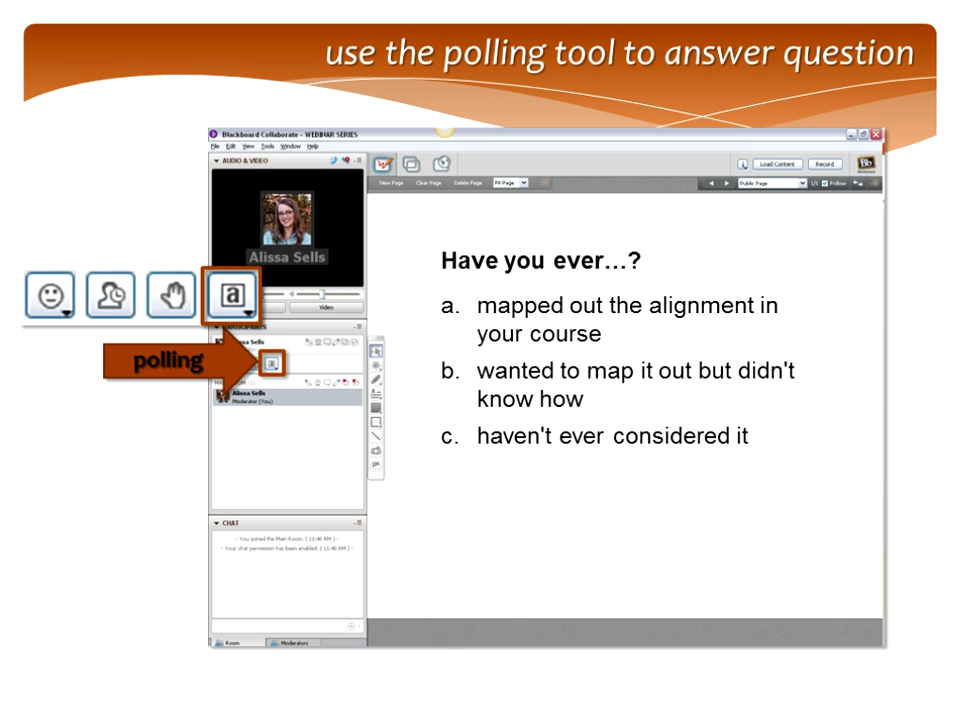 use the polling tool to answer question
Blackboard Collaborate - WEBINAR SERIES
File Edit View Tools Window Help
AUDIO & VIDEO
Load Content
Record
Bb
New Page Clear Page Delete Page Fit Page
Public Page
1/1
Follow
Alissa Sells
Have you ever...?
a. mapped out the alignment in
your course
b. wanted to map it out but didn't
know how
c. haven't ever considered it
a
Video
PARTICIPANTS
Alissa Sells
polling
a
Alissa Sells
Moderator (You)
CHAT
- You joined the Main Room. ( 11:40 AM ) -
- Your chat permission has been enabled. ( 11:40 AM ) -
Room
Moderators